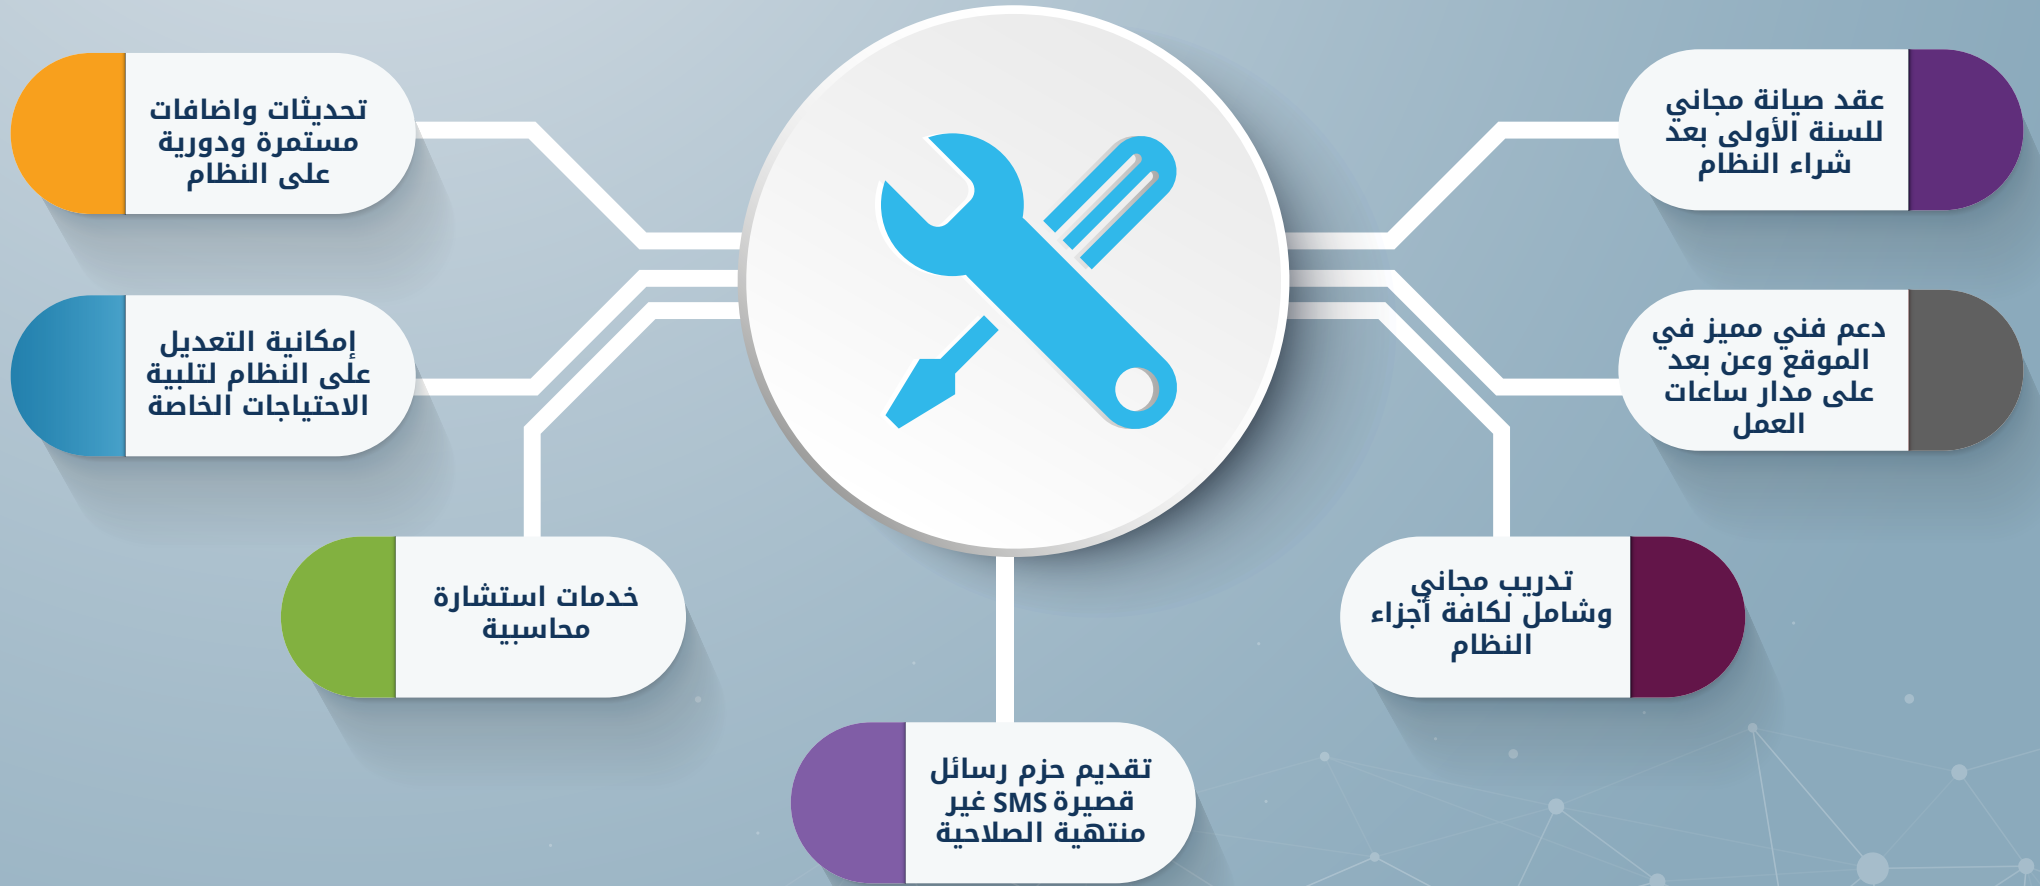 عقد صيانة مجاني
للسنة الأولى بعد
شراء النظام
دعم فني مميز في
الموقع وعن بعد
على مدار ساعات
العمل
تدريب مجاني
وشامل لكافة أجزاء
النظام
تقديم حزم رسائل
قصيرة SMS غير
منتهية الصلاحية
خدمات استشارة
محاسبية
إمكانية التعديل
على النظام لتلبية
الاحتياجات الخاصة
تحديثات واضافات
مستمرة ودورية
على النظام